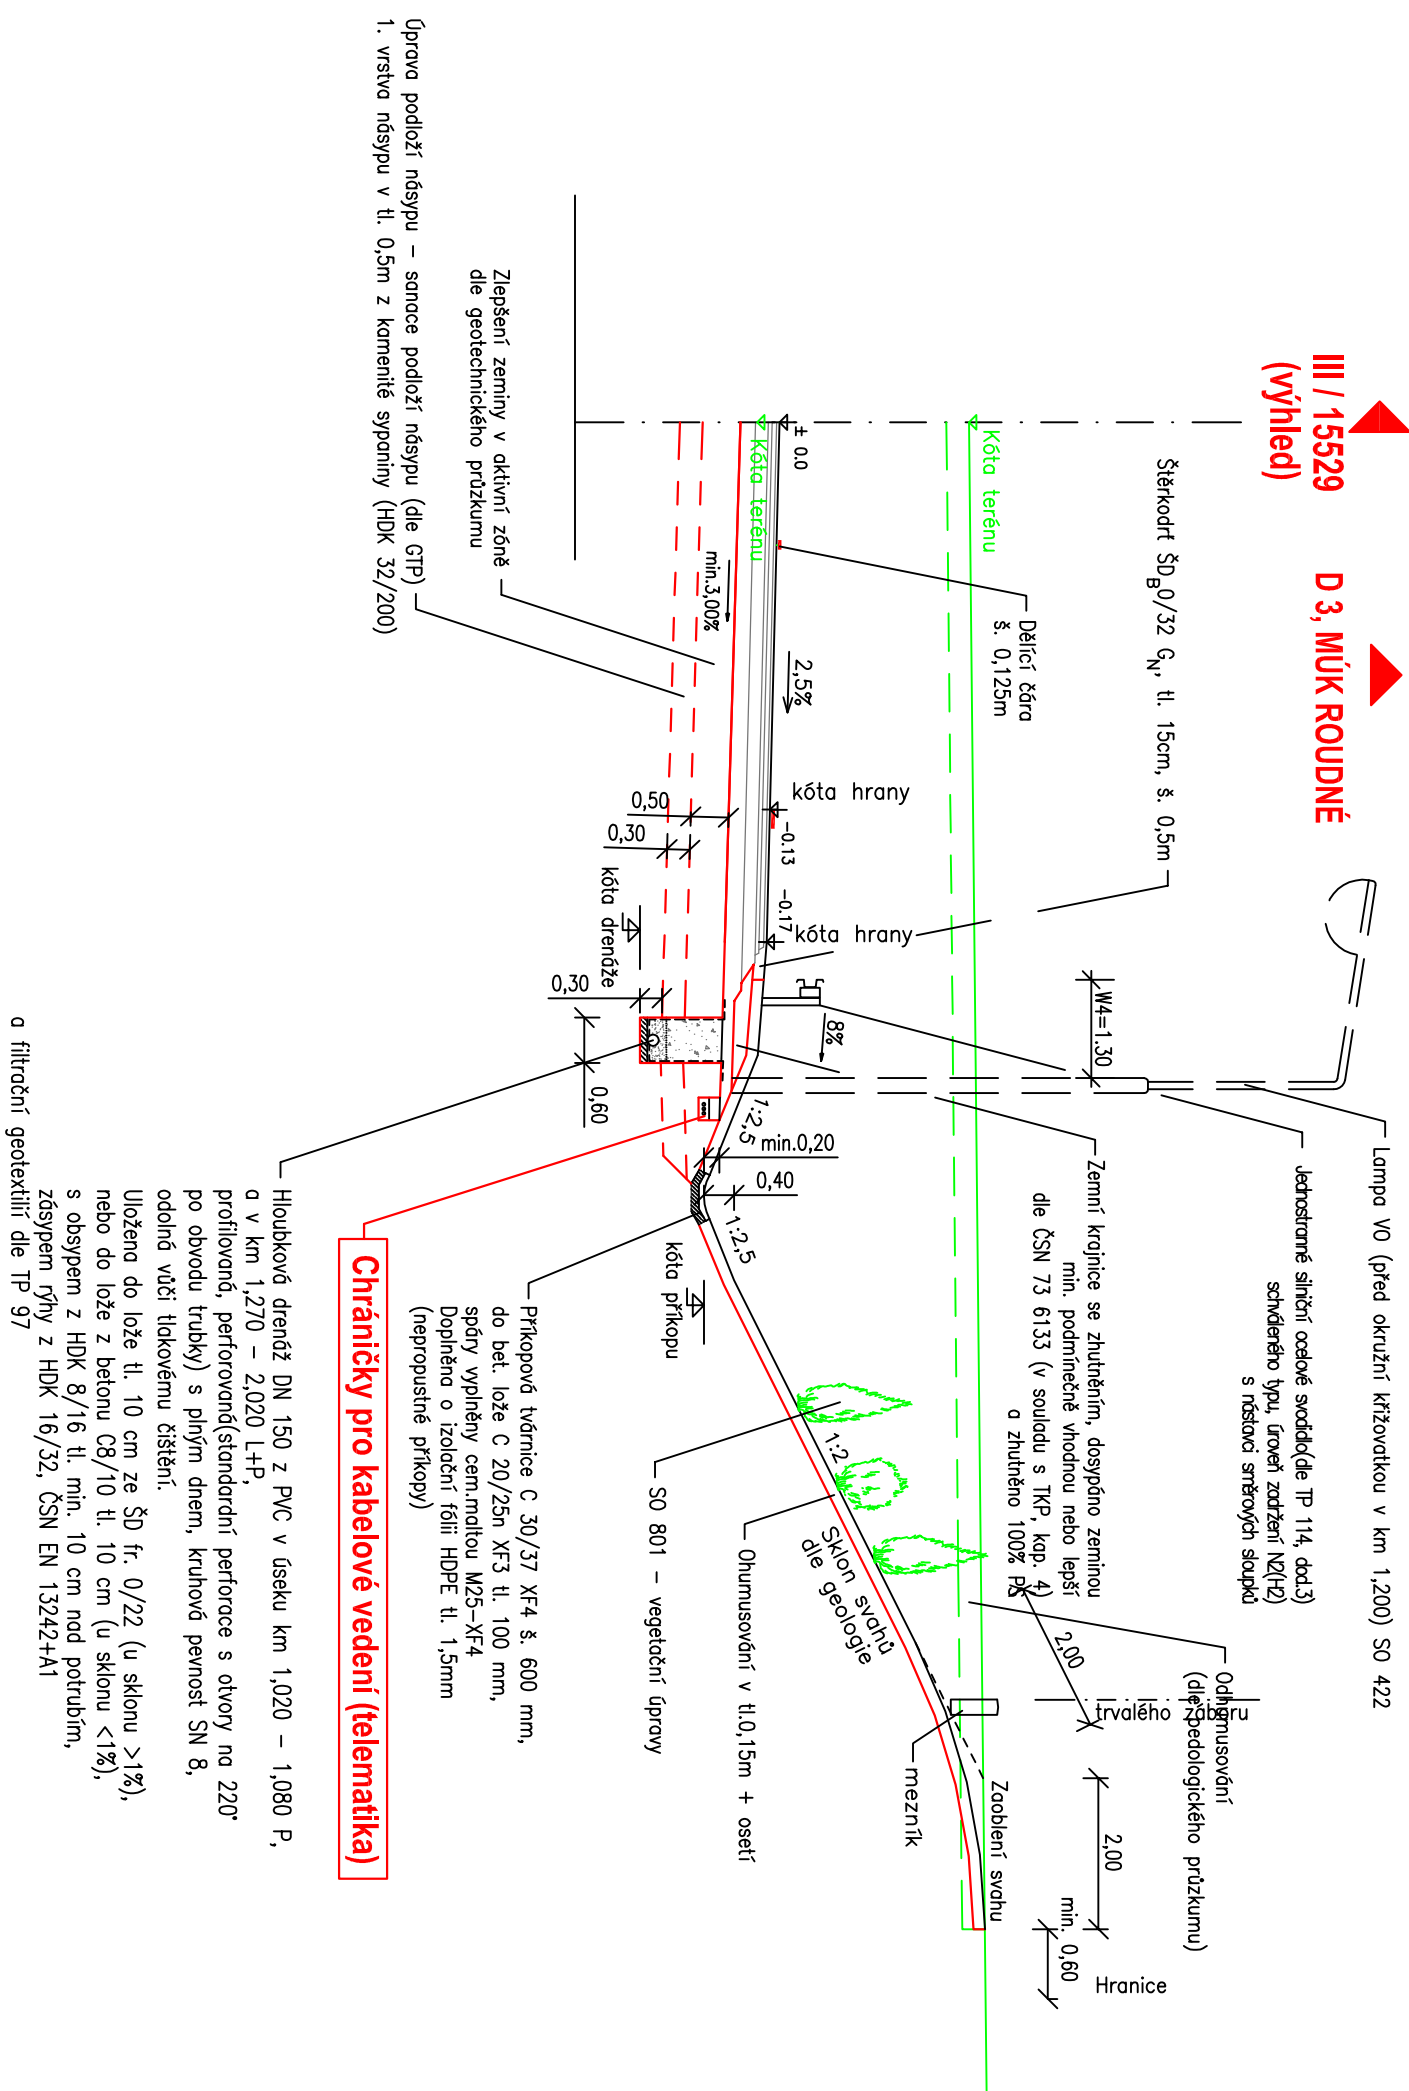 III / 15529
(výhled)
D 3, MÚK ROUDNÉ
Lampa VO (před okružní křižovatkou v km 1,200) SO 422
Jednostranné silniční ocelové svodidlo(dle TP 114, dod.3)
schváleného typu, úroveň zadržení N2(H2)
s nástavci směrových sloupků
Štěrkodrť ŠDB 0/32 GN, tl. 15cm, š. 0,5m
W4=1.30
Zemní krajnice se zhutněním, dosypáno zeminou
min. podmínečně vhodnou nebo lepší
dle ČSN 73 6133 (v souladu s TKP, kap. 4)
a zhutněno 100% PS
Odhumusování
(dle pedologického průzkumu)
trvalého záboru
Hranice
2,00
2,00
min. 0,60
Zaoblení svahu
mezník
Kóta terénu
Dělící čára
š. 0,125m
± 0.0
Kóta terénu
2,5%
min.3,00%
kóta hrany
-0.13
-0.17
kóta hrany
8%
0,50
0,30
kóta drenáže
0,30
0,60
1:2,5
min.0,20
0,40
1:2,5
kóta příkopu
1:2
Sklon svahů
dle geologie
Ohumusování v tl.0,15m + osetí
SO 801 – vegetační úpravy
Zlepšení zeminy v aktivní zóně
dle geotechnického průzkumu
Úprava podloží násypu – sanace podloží násypu (dle GTP)
1. vrstva násypu v tl. 0,5m z kamenité sypaniny (HDK 32/200)
Příkopová tvárnice C 30/37 XF4 š. 600 mm,
do bet. lože C 20/25n XF3 tl. 100 mm,
spáry vyplněny cem.maltou M25–XF4
Doplněna o izolační fólii HDPE tl. 1,5mm
(nepropustné příkopy)
Chráničky pro kabelové vedení (telematika)
Hloubková drenáž DN 150 z PVC v úseku km 1,020 – 1,080 P,
a v km 1,270 – 2,020 L+P,
profilovaná, perforovaná(standardní perforace s otvory na 220°
po obvodu trubky) s plným dnem, kruhová pevnost SN 8,
odolná vůči tlakovému čištění.
Uložena do lože tl. 10 cm ze ŠD fr. 0/22 (u sklonu >1%),
nebo do lože z betonu C8/10 tl. 10 cm (u sklonu <1%),
s obsypem z HDK 8/16 tl. min. 10 cm nad potrubím,
zásypem rýhy z HDK 16/32, ČSN EN 13242+A1
a filtrační geotextilií dle TP 97